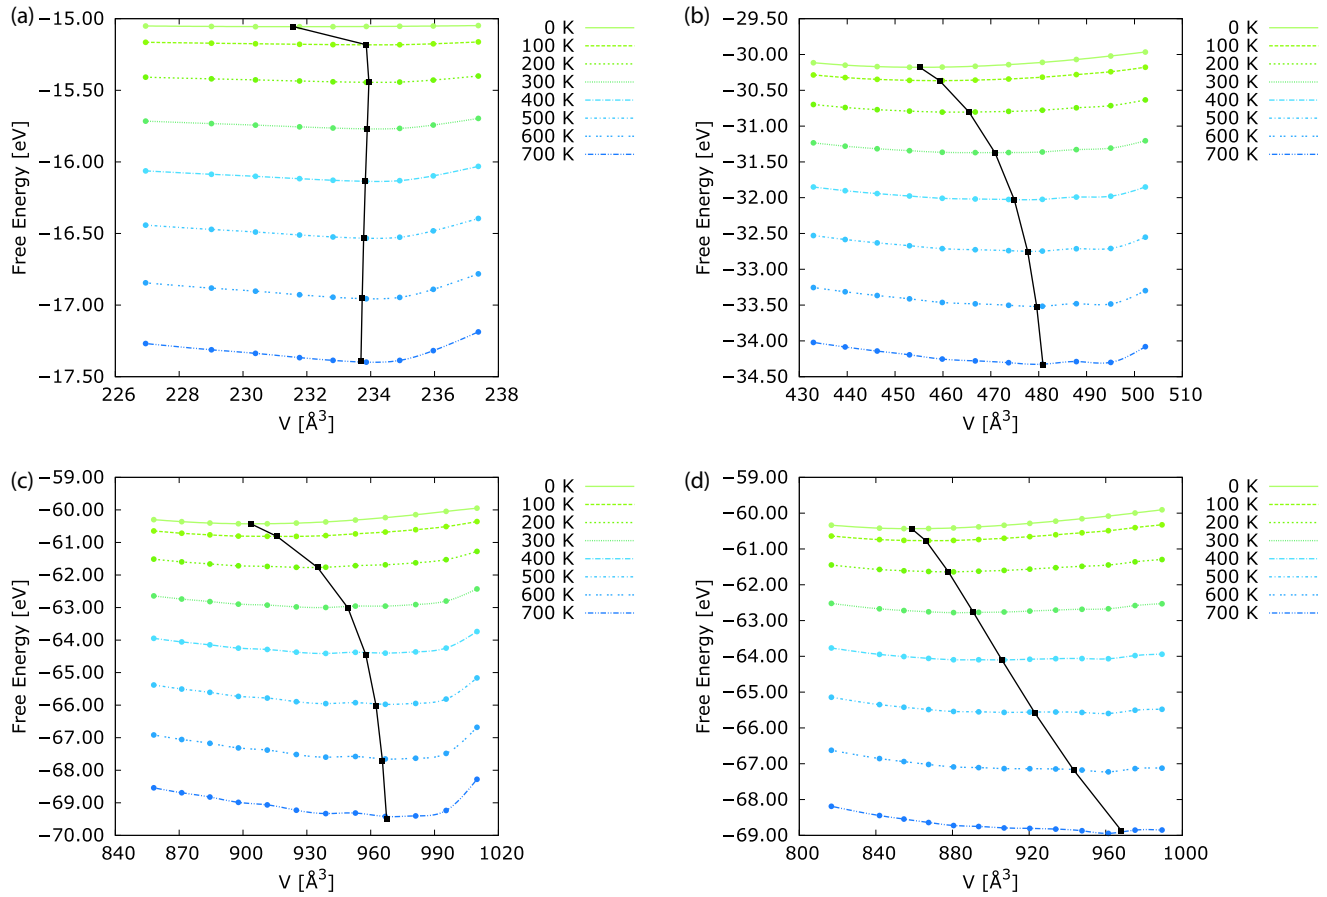 (a)
−15.00
−15.50
−16.00
−16.50
−17.00
−17.50
Free Energy [eV]
226 228 230 232 234 236 238
V [Å³]
0 K
100 K
200 K
300 K
400 K
500 K
600 K
700 K
(b)
−29.50
−30.00
−30.50
−31.00
−31.50
−32.00
−32.50
−33.00
−33.50
−34.00
−34.50
Free Energy [eV]
430 440 450 460 470 480 490 500 510
V [Å³]
0 K
100 K
200 K
300 K
400 K
500 K
600 K
700 K
(c)
−59.00
−60.00
−61.00
−62.00
−63.00
−64.00
−65.00
−66.00
−67.00
−68.00
−69.00
−70.00
Free Energy [eV]
840 870 900 930 960 990 1020
V [Å³]
0 K
100 K
200 K
300 K
400 K
500 K
600 K
700 K
(d)
−59.00
−60.00
−61.00
−62.00
−63.00
−64.00
−65.00
−66.00
−67.00
−68.00
−69.00
Free Energy [eV]
800 840 880 920 960 1000
V [Å³]
0 K
100 K
200 K
300 K
400 K
500 K
600 K
700 K